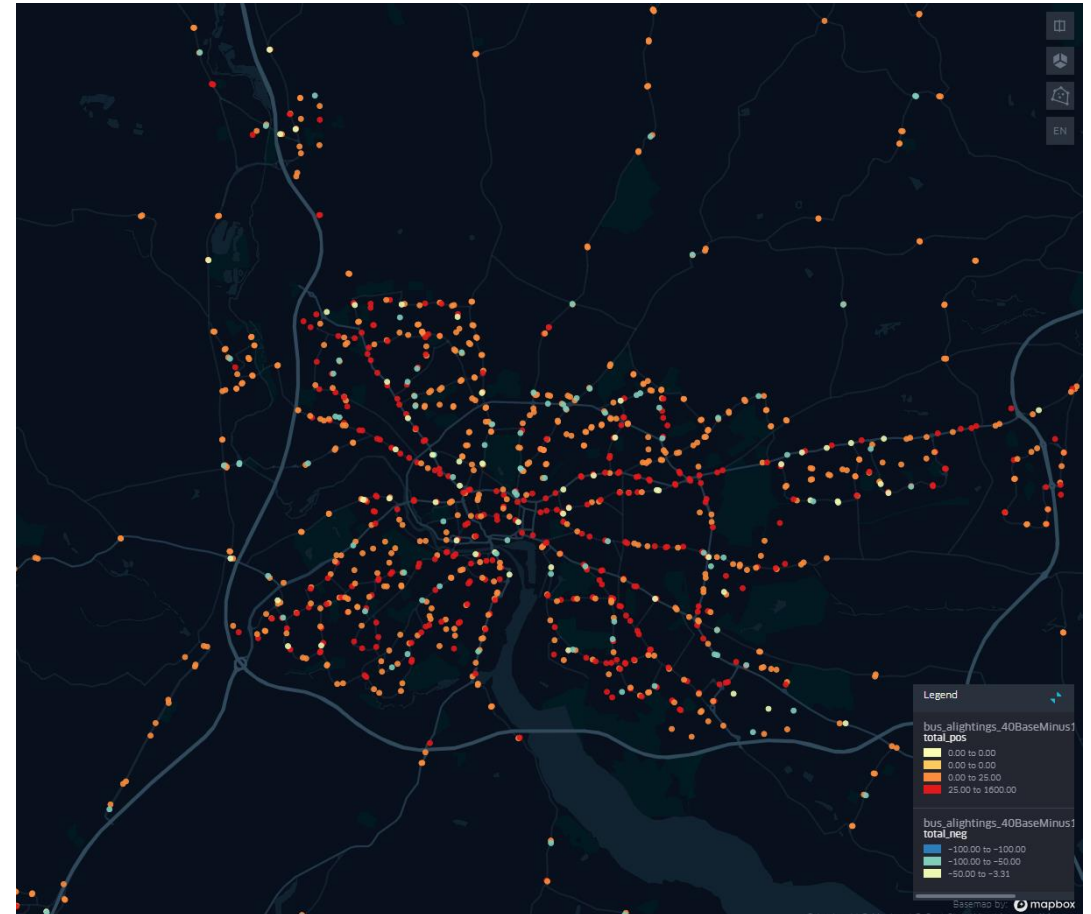 EN
Legend
bus_alightings_40BaseMinus1
total_pos
0.00 to 0.00
0.00 to 0.00
0.00 to 25.00
25.00 to 1600.00
bus_alightings_40BaseMinus1
total_neg
−100.00 to −100.00
−100.00 to −50.00
−50.00 to −3.31
Basemap by: mapbox